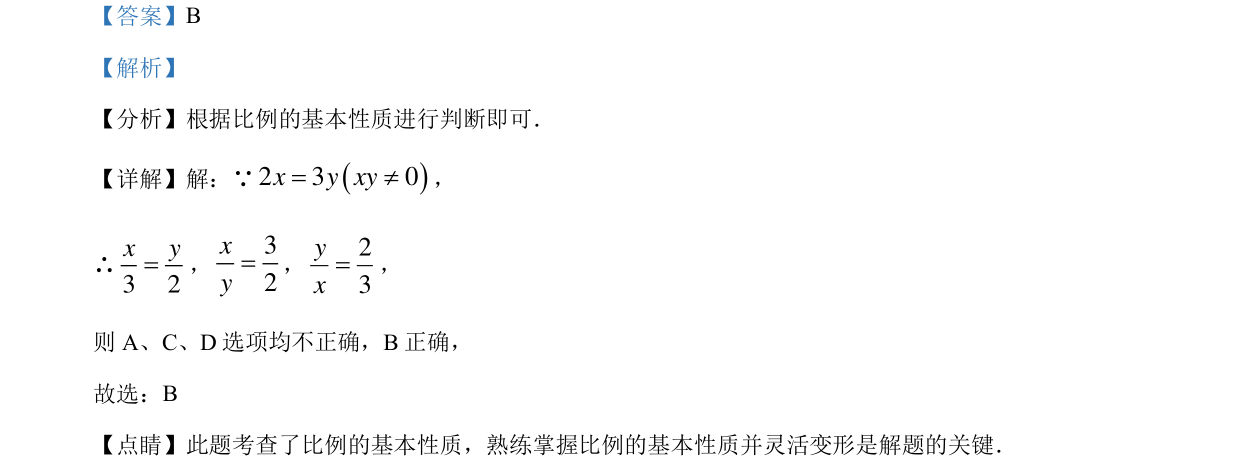 【答案】B
【解析】
【分析】根据比例的基本性质进行判断即可．
【详解】解：∵2x=3y(xy≠0)，
∴x/3=y/2，x/y=3/2，y/x=2/3，
则 A、C、D 选项均不正确，B 正确，
故选：B
【点睛】此题考查了比例的基本性质，熟练掌握比例的基本性质并灵活变形是解题的关键．